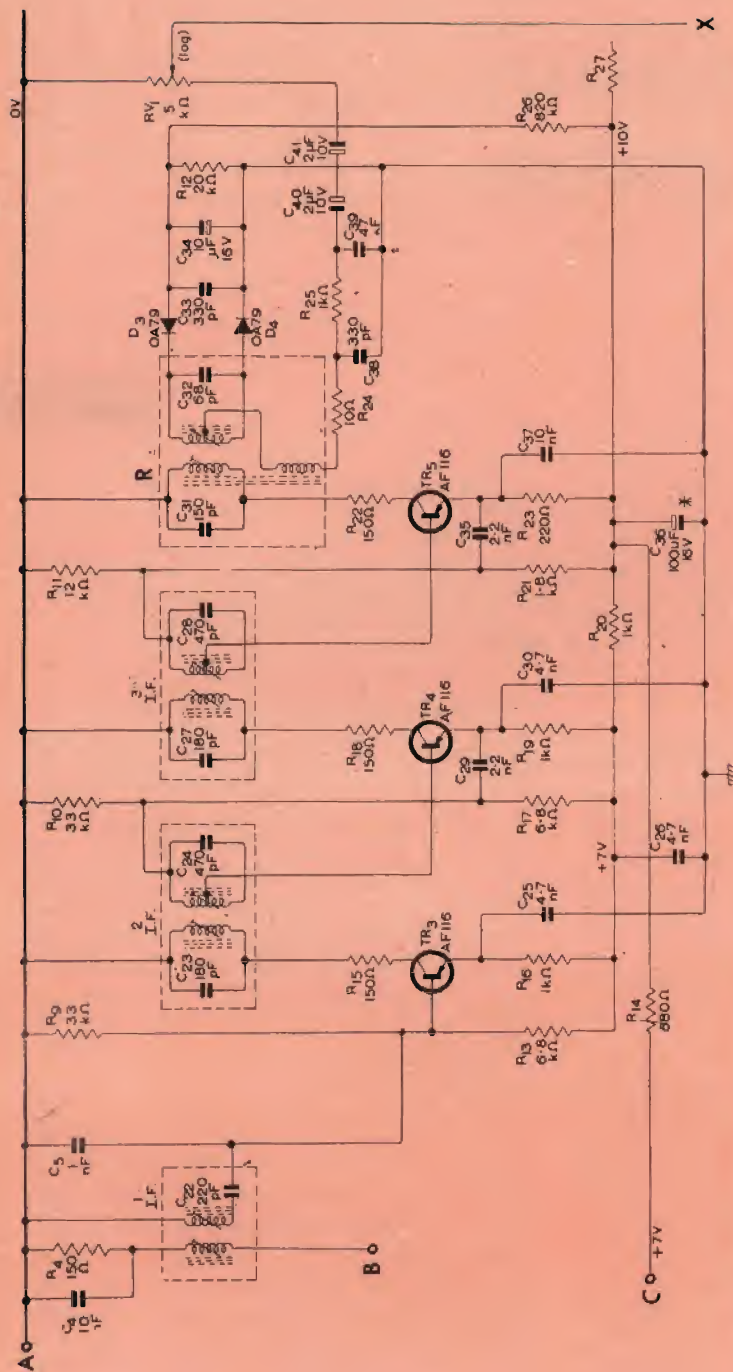 A
0V
C4
10
nF
R4
150
Ω
C5
1
nF
1
I.F.
C22
220
pF
B
R9
33
kΩ
2
I.F.
C23
180
pF
C24
470
pF
R10
33
kΩ
3
I.F.
C27
180
pF
C28
470
pF
R11
12
kΩ
R
C31
150
pF
C32
68
pF
D3
OA79
D4
OA79
C33
330
pF
C34
10
µF
16V
R12
20
kΩ
RV1
5
kΩ
(log)
R24
10Ω
C38
330
pF
R25
1kΩ
C39
47
nF
C40
2µF
10V
C41
2µF
10V
R15
150Ω
R18
150Ω
R22
150Ω
TR3
AF116
TR4
AF116
TR5
AF116
R13
6·8
kΩ
R16
1kΩ
C25
4·7
nF
R17
6·8
kΩ
C29
2·2
nF
R19
1kΩ
C30
4·7
nF
R21
1·8
kΩ
C35
2·2
nF
R23
220Ω
C37
10
nF
R26
820
kΩ
R27
+10V
X
C
+7V
R14
680Ω
+7V
C26
4·7
nF
R20
1kΩ
C36
100µF
16V
*